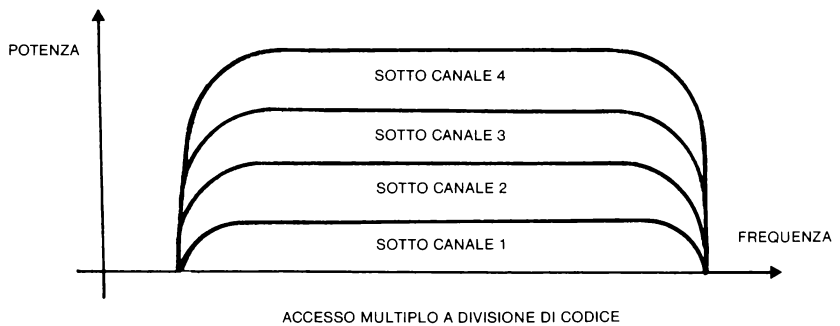 POTENZA
SOTTO CANALE 4
SOTTO CANALE 3
SOTTO CANALE 2
SOTTO CANALE 1
FREQUENZA
ACCESSO MULTIPLO A DIVISIONE DI CODICE